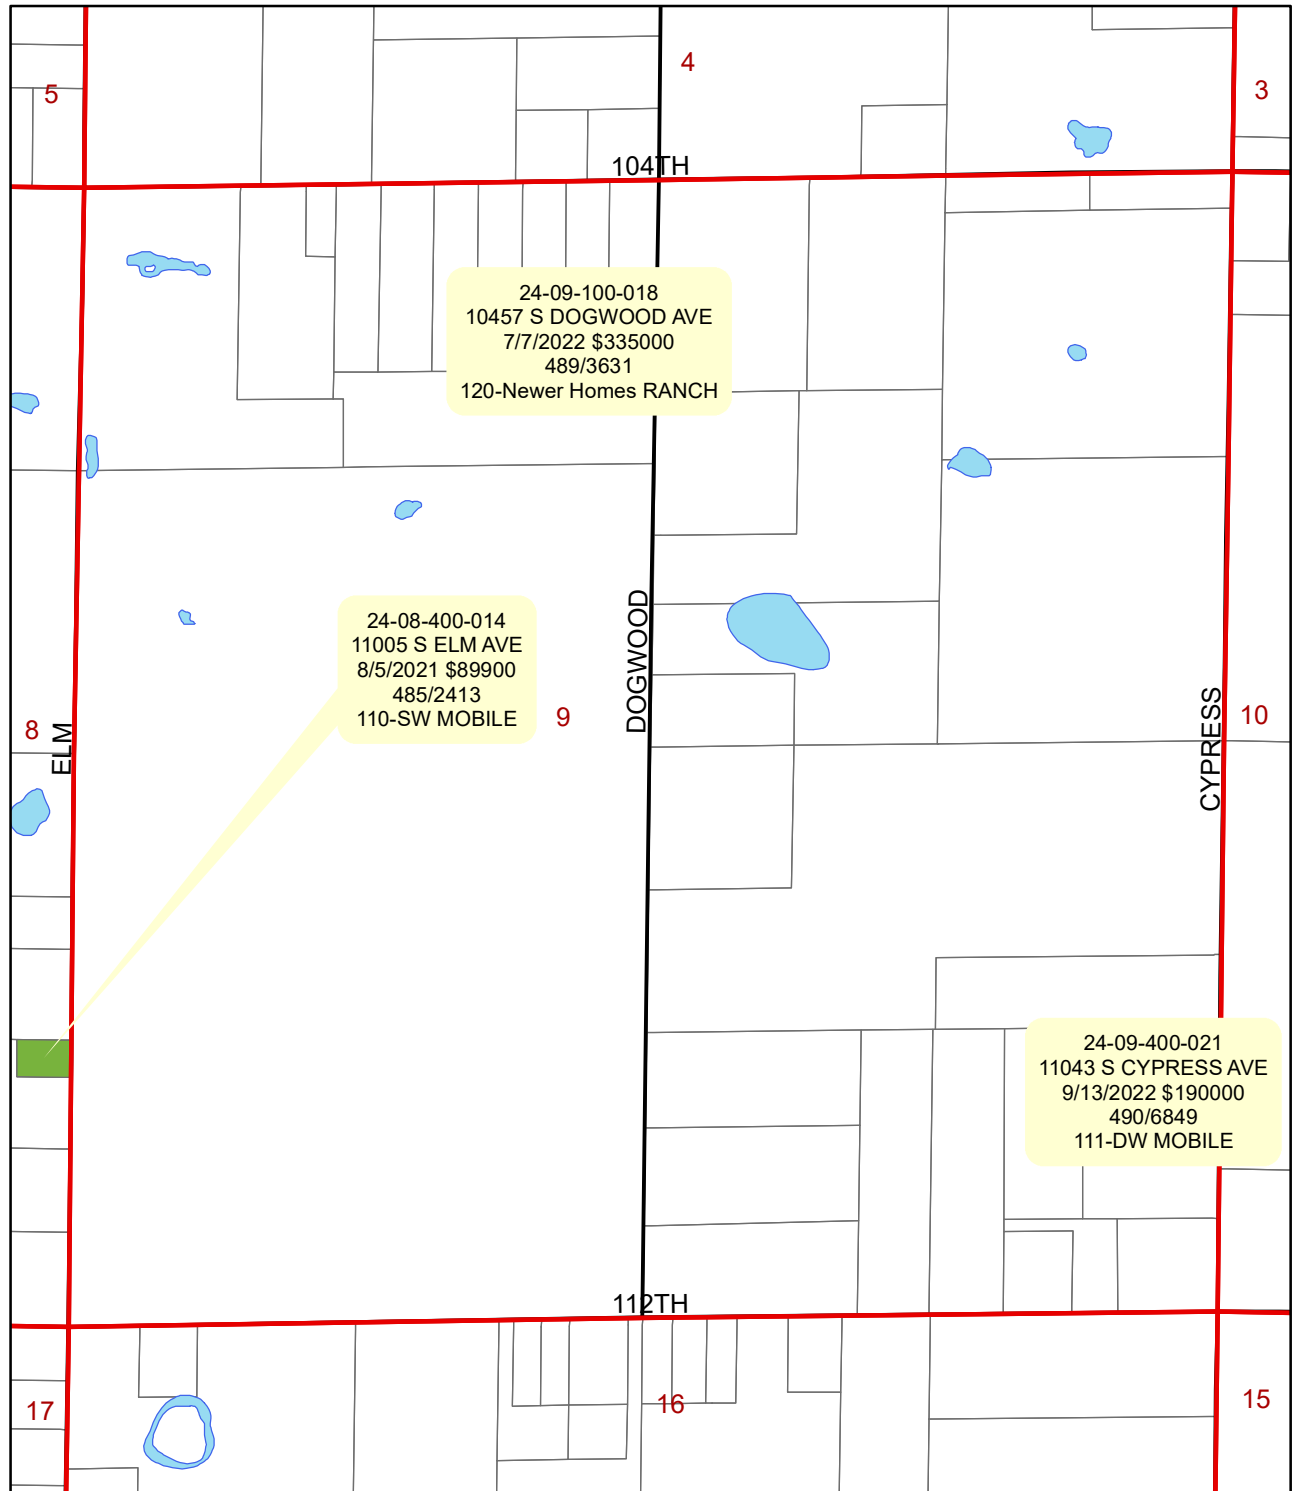 4
5
3
104TH
24-09-100-018
10457 S DOGWOOD AVE
7/7/2022 $335000
489/3631
120-Newer Homes RANCH
24-08-400-014
11005 S ELM AVE
8/5/2021 $89900
485/2413
110-SW MOBILE
DOGWOOD
8
ELM
9
CYPRESS
10
24-09-400-021
11043 S CYPRESS AVE
9/13/2022 $190000
490/6849
111-DW MOBILE
112TH
17
16
15